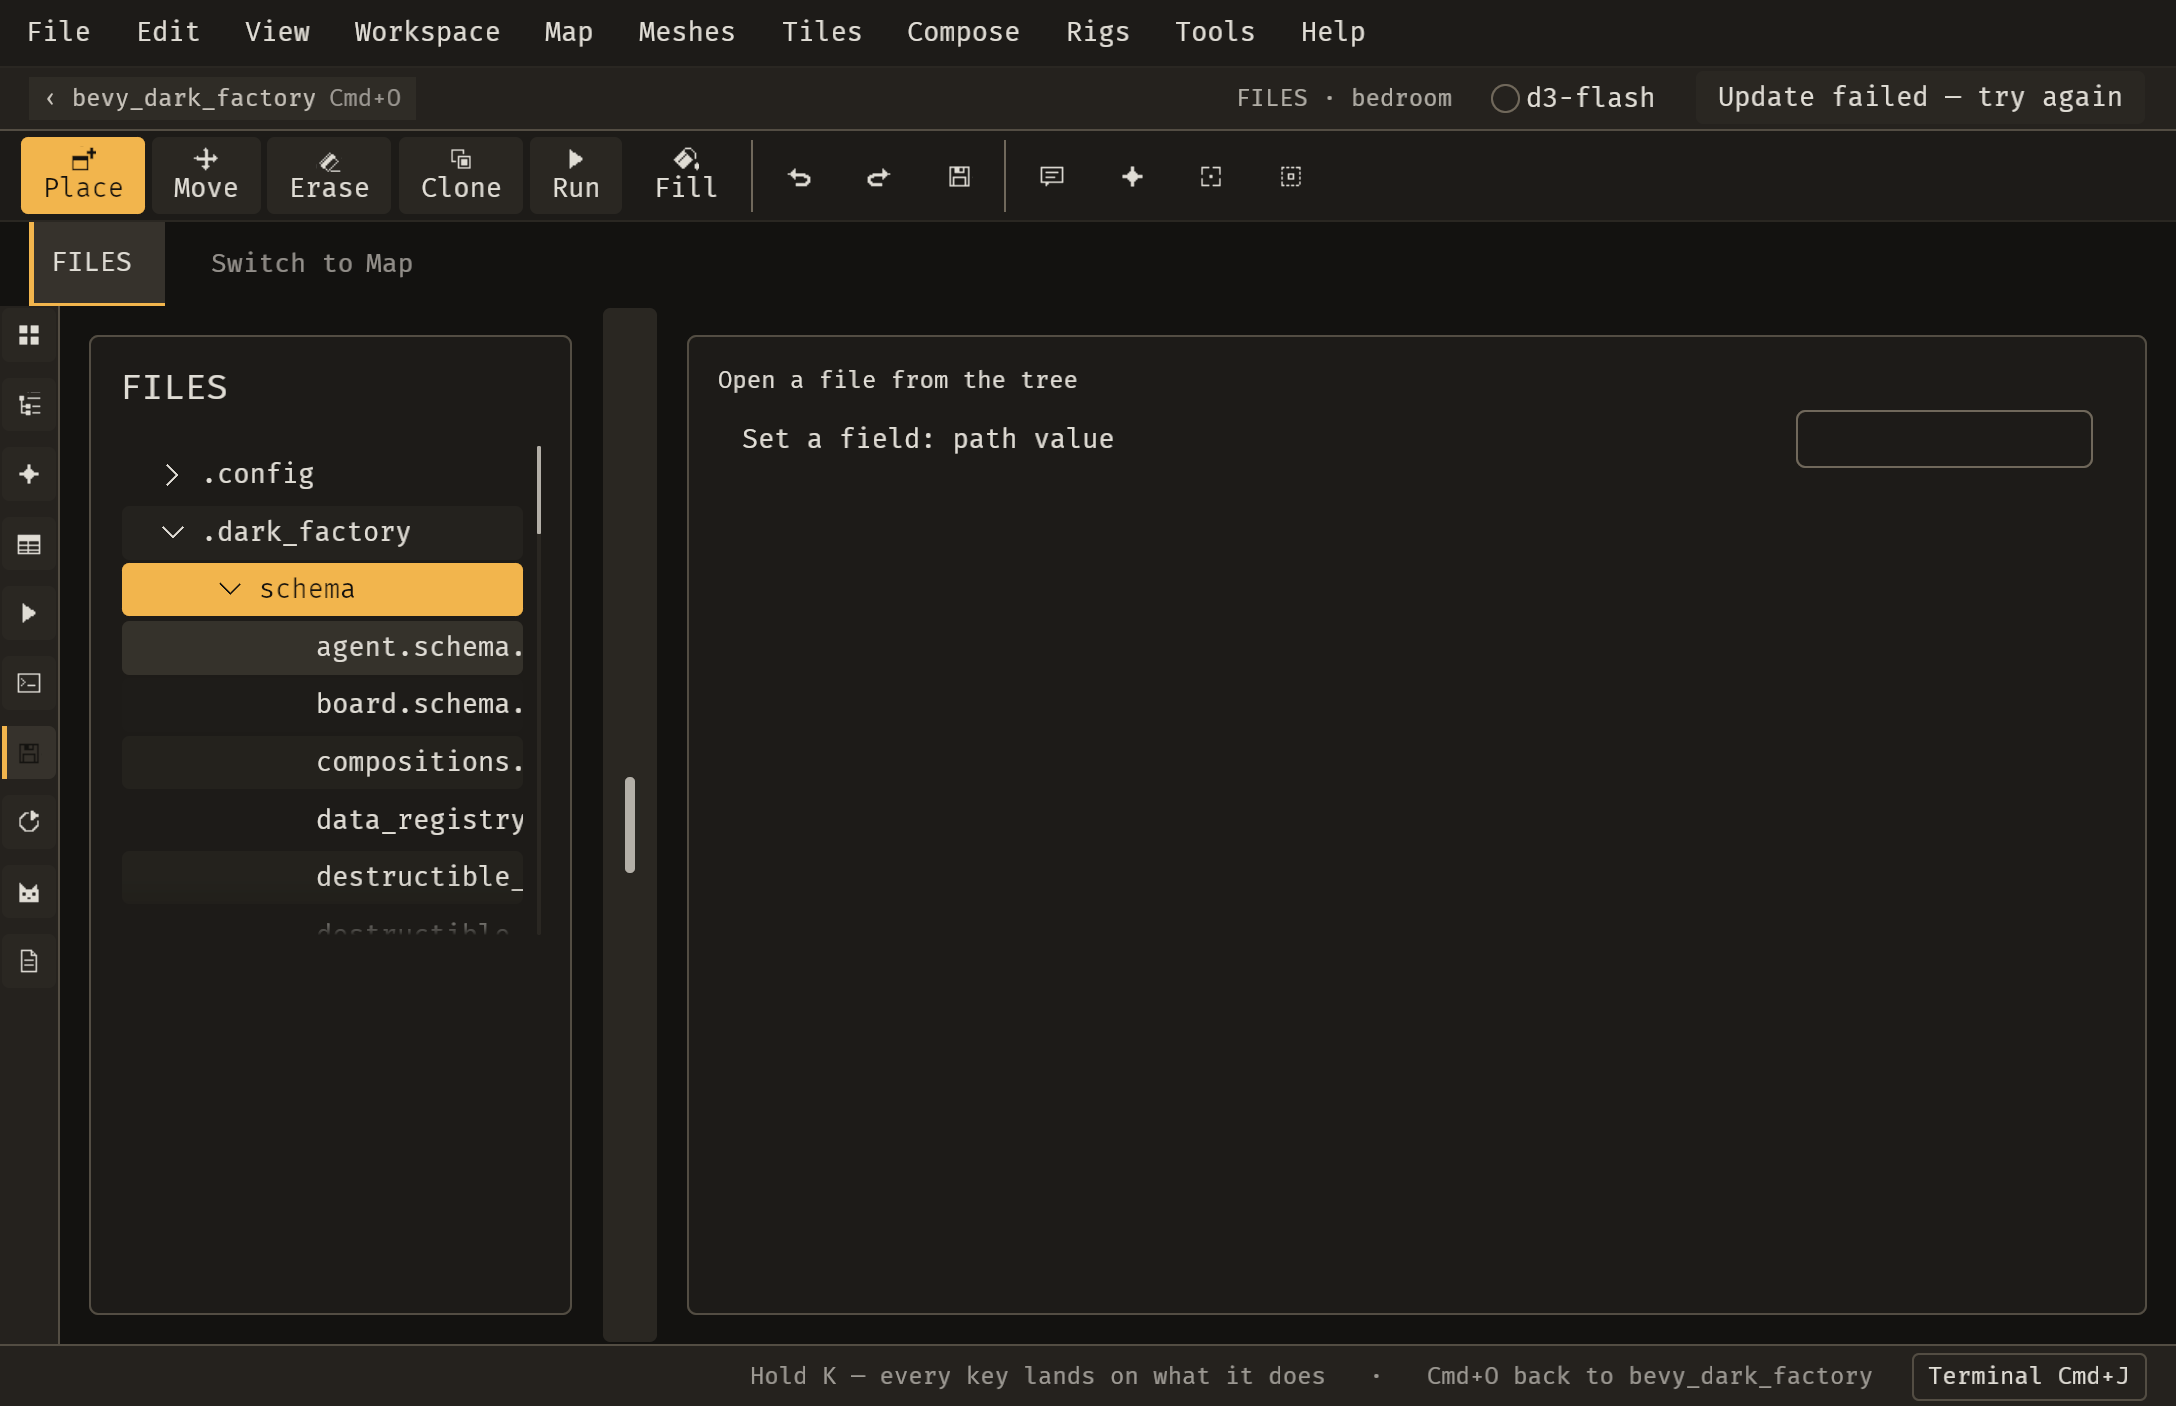 File Edit View Workspace Map Meshes Tiles Compose Rigs Tools Help
‹ bevy_dark_factory Cmd+O
FILES · bedroom
d3-flash
Update failed — try again
Place Move Erase Clone Run Fill
FILES
Switch to Map
FILES
.config
.dark_factory
schema
agent.schema.
board.schema.
compositions.
data_registry
destructible_
destructible
Open a file from the tree
Set a field: path value
Hold K — every key lands on what it does · Cmd+O back to bevy_dark_factory
Terminal Cmd+J